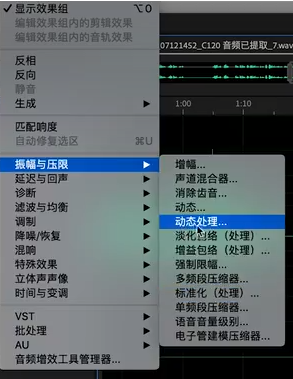 显示效果组 ⌥0
编辑效果组内的剪辑效果
编辑效果组内的音轨效果
反相
反向
静音
生成
匹配响度
自动修复选区 ⌘U
振幅与压限
延迟与回声
诊断
滤波与均衡
调制
降噪/恢复
混响
特殊效果
立体声声像
时间与变调
VST
批处理
AU
音频增效工具管理器...
07121452_C120 音频已提取_7.wav
1:00 1:10
增幅...
声道混合器...
消除齿音...
动态...
动态处理...
淡化包络（处理）...
增益包络（处理）...
强制限幅...
多频段压缩器...
标准化（处理）...
单频段压缩器...
语音音量级别...
电子管建模压缩器...